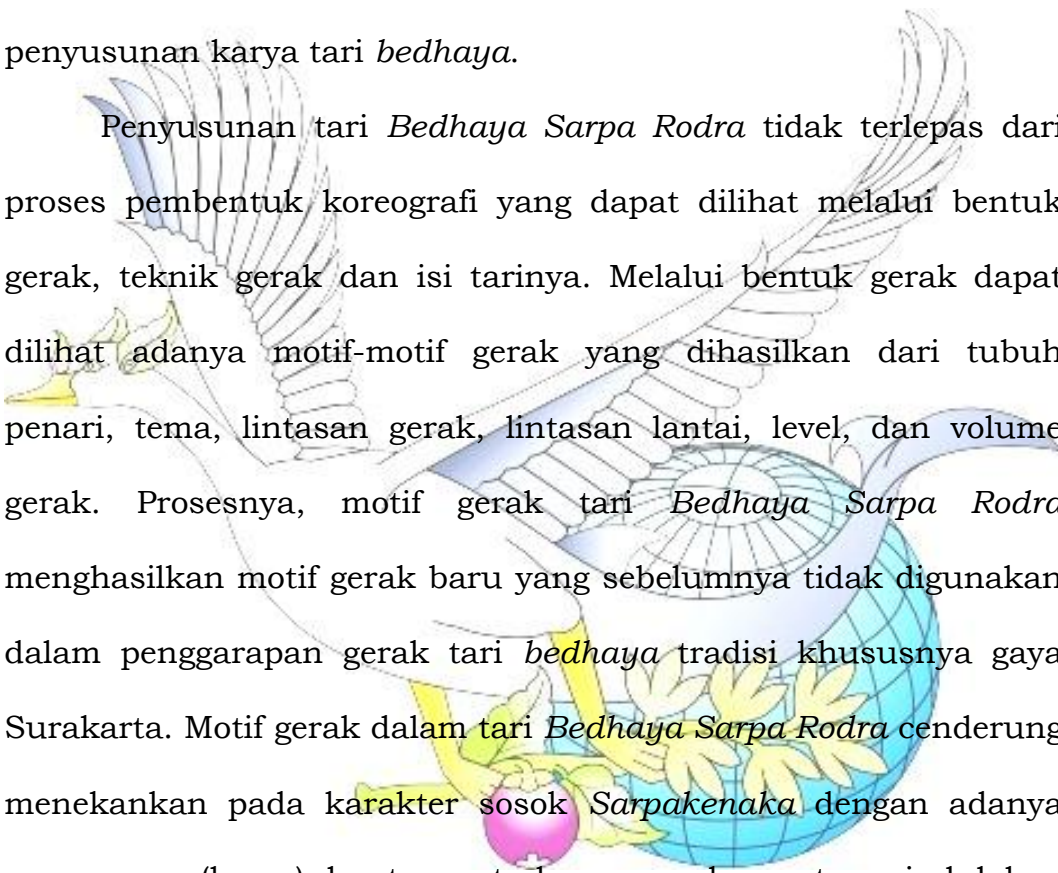 penyusunan karya tari bedhaya.
Penyusunan tari Bedhaya Sarpa Rodra tidak terlepas dari
proses pembentuk koreografi yang dapat dilihat melalui bentuk
gerak, teknik gerak dan isi tarinya. Melalui bentuk gerak dapat
dilihat adanya motif-motif gerak yang dihasilkan dari tubuh
penari, tema, lintasan gerak, lintasan lantai, level, dan volume
gerak. Prosesnya, motif gerak tari Bedhaya Sarpa Rodra
menghasilkan motif gerak baru yang sebelumnya tidak digunakan
dalam penggarapan gerak tari bedhaya tradisi khususnya gaya
Surakarta. Motif gerak dalam tari Bedhaya Sarpa Rodra cenderung
menekankan pada karakter sosok Sarpakenaka dengan adanya